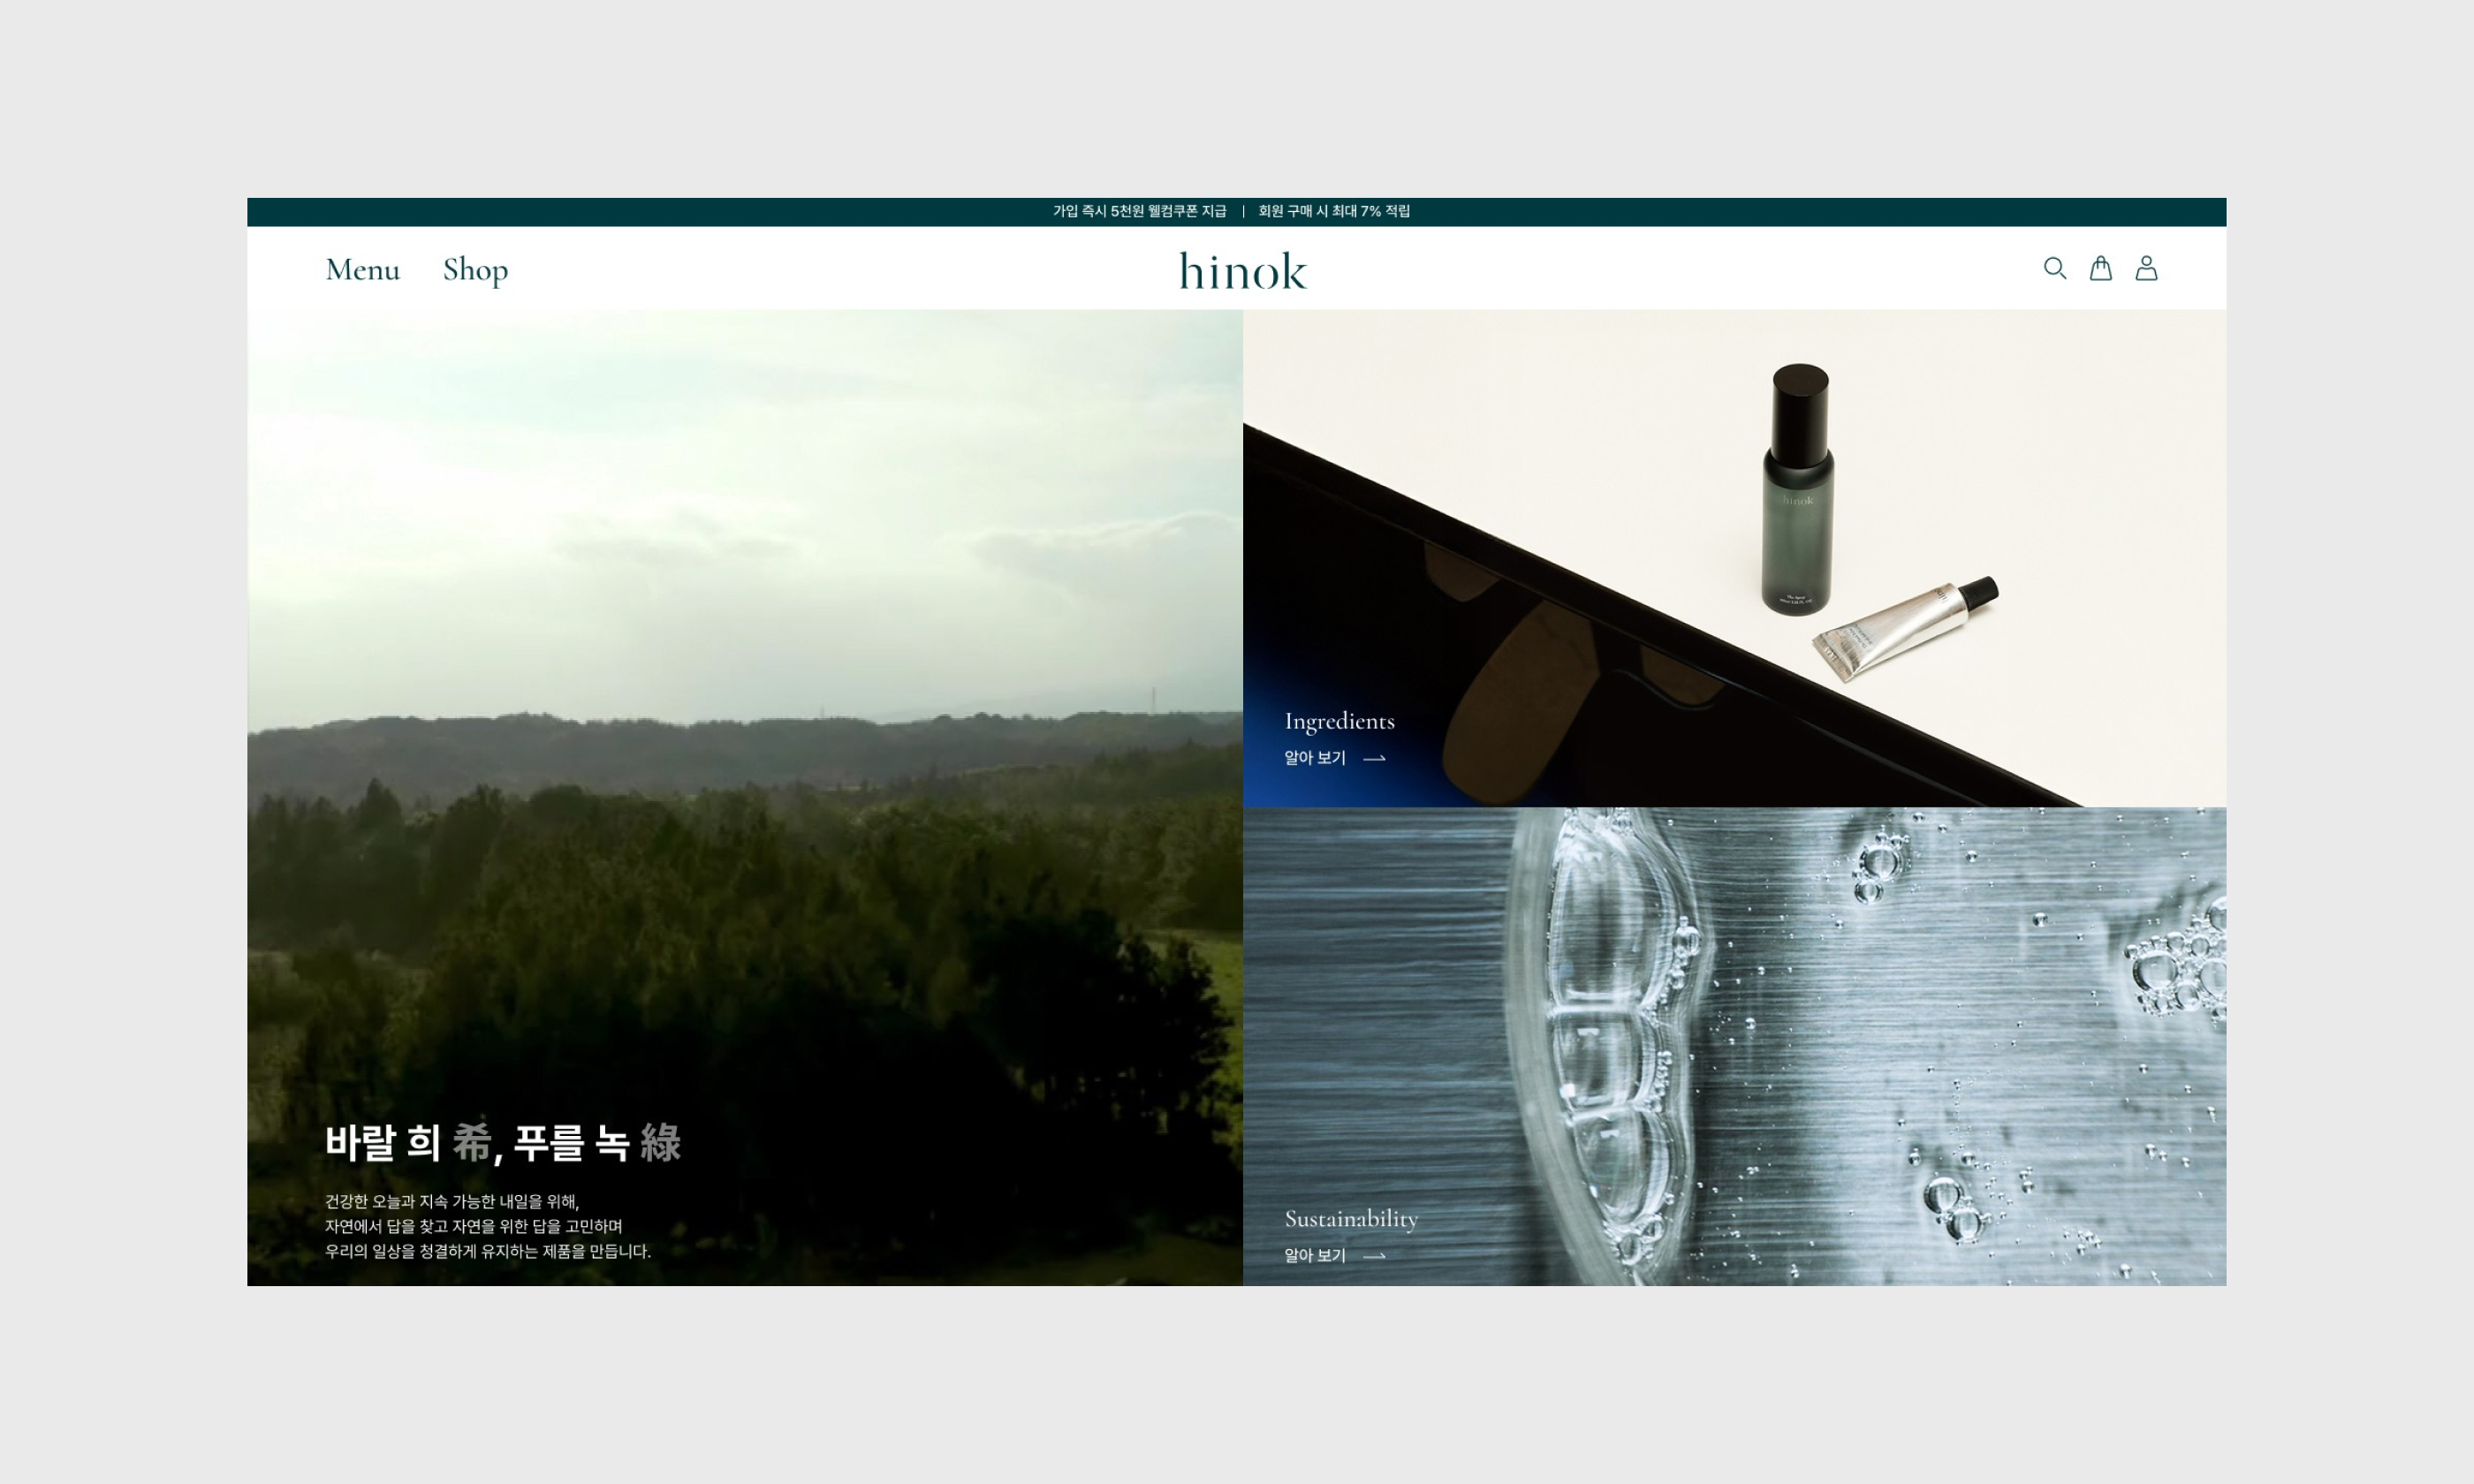 가입 즉시 5천원 웰컴쿠폰 지급 | 회원 구매 시 최대 7% 적립
Menu Shop hinok
hinok
Ingredients
알아 보기
바랄 희 希, 푸를 녹 綠
건강한 오늘과 지속 가능한 내일을 위해,
자연에서 답을 찾고 자연을 위한 답을 고민하며
우리의 일상을 청결하게 유지하는 제품을 만듭니다.
Sustainability
알아 보기